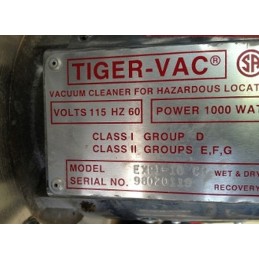 TIGER-VAC®
SA
VACUUM CLEANER FOR HAZARDOUS LOCAT
VOLTS 115 HZ 60 POWER 1000 WAT
CLASS I GROUP D
CLASS II GROUPS E,F,G
MODEL WET & DRY
SERIAL NO. RECOVERY